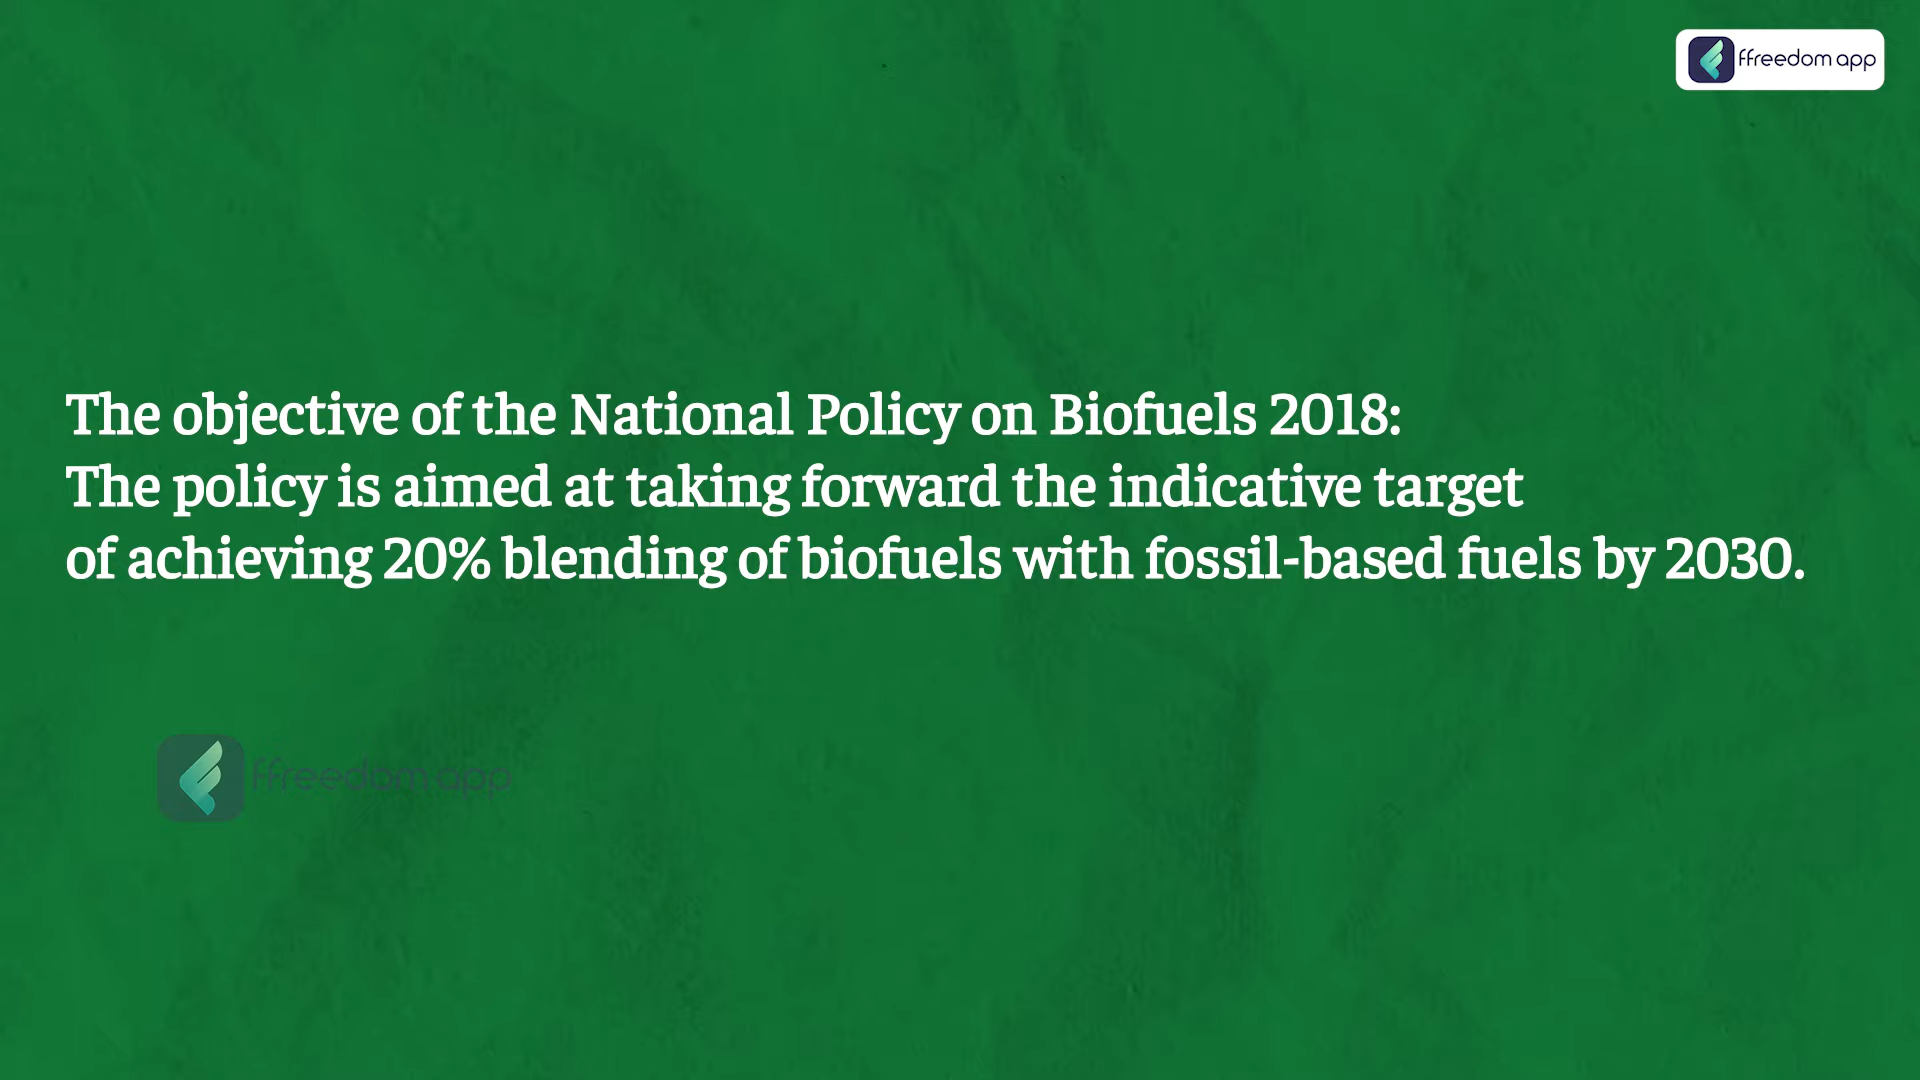 ffreedom app
The objective of the National Policy on Biofuels 2018:
The policy is aimed at taking forward the indicative target
of achieving 20% blending of biofuels with fossil-based fuels by 2030.
ffreedom app